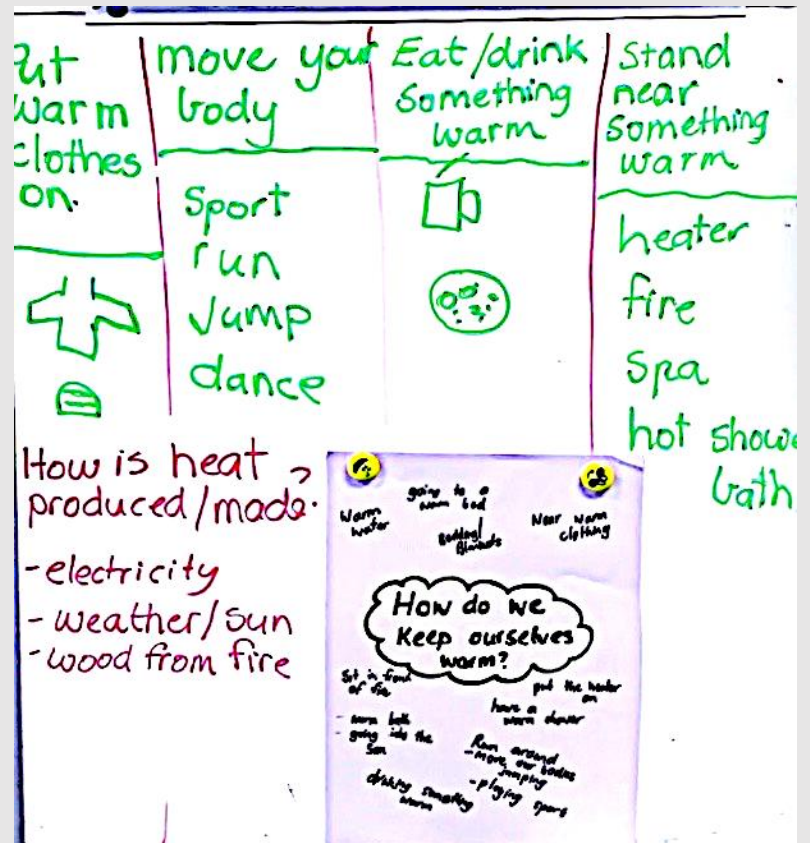 Put
warm
clothes
on.
move your
body
Sport
run
Jump
dance
Eat/drink
something
warm
Stand
near
something
warm
heater
fire
spa
hot shower
bath
How is heat
produced/made?
-electricity
- weather/sun
- wood from fire
going to a
warm bed
Warm
water
Blankets
Near warm
clothing
How do we
Keep ourselves
warm?
Sit in front
of fire
put the heater
on
have a
warm shower
- warm bath
- going into the
Sun
Run around
- move our bodies
jumping
- playing sport
drinking something
warm